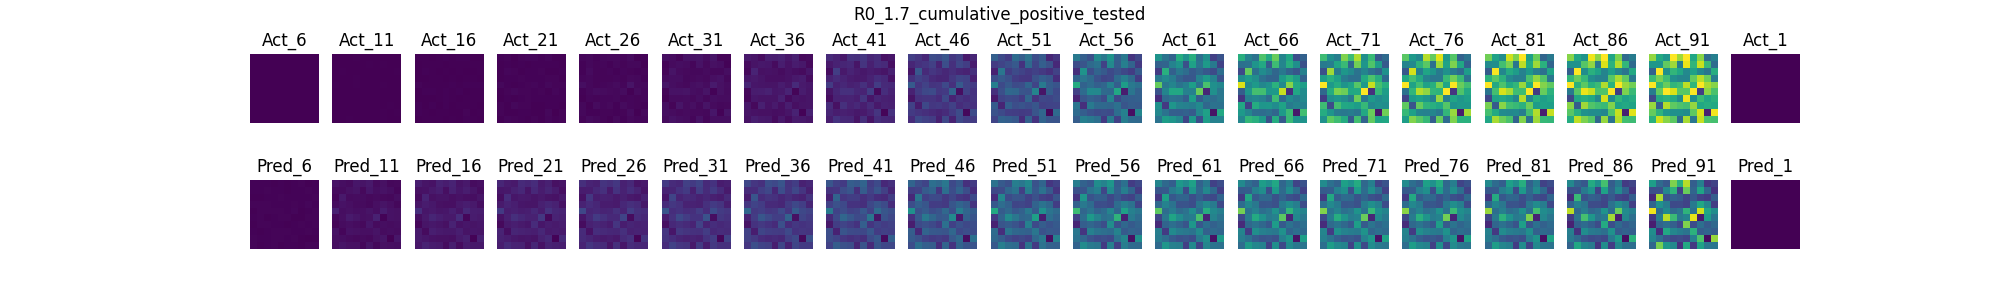 R0_1.7_cumulative_positive_tested
Act_6 Act_11 Act_16 Act_21 Act_26 Act_31 Act_36 Act_41 Act_46 Act_51 Act_56 Act_61 Act_66 Act_71 Act_76 Act_81 Act_86 Act_91 Act_1
Pred_6 Pred_11 Pred_16 Pred_21 Pred_26 Pred_31 Pred_36 Pred_41 Pred_46 Pred_51 Pred_56 Pred_61 Pred_66 Pred_71 Pred_76 Pred_81 Pred_86 Pred_91 Pred_1